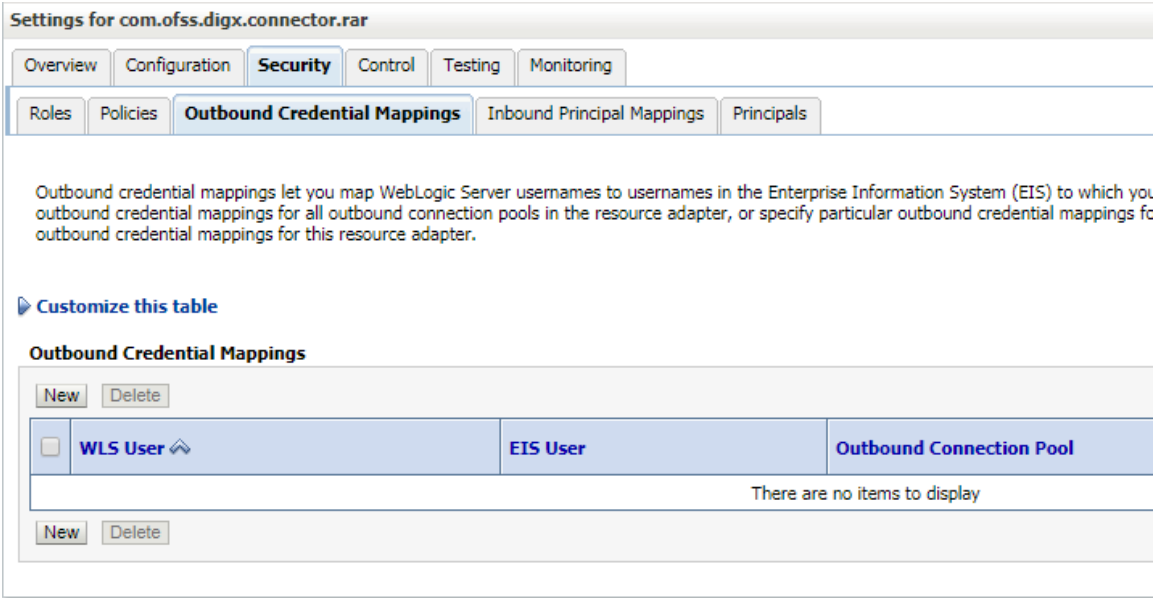 Settings for com.ofss.digx.connector.rar
Overview Configuration Security Control Testing Monitoring
Roles Policies Outbound Credential Mappings Inbound Principal Mappings Principals
Outbound credential mappings let you map WebLogic Server usernames to usernames in the Enterprise Information System (EIS) to which you
outbound credential mappings for all outbound connection pools in the resource adapter, or specify particular outbound credential mappings fo
outbound credential mappings for this resource adapter.
Customize this table
Outbound Credential Mappings
New Delete
WLS User EIS User Outbound Connection Pool
There are no items to display
New Delete